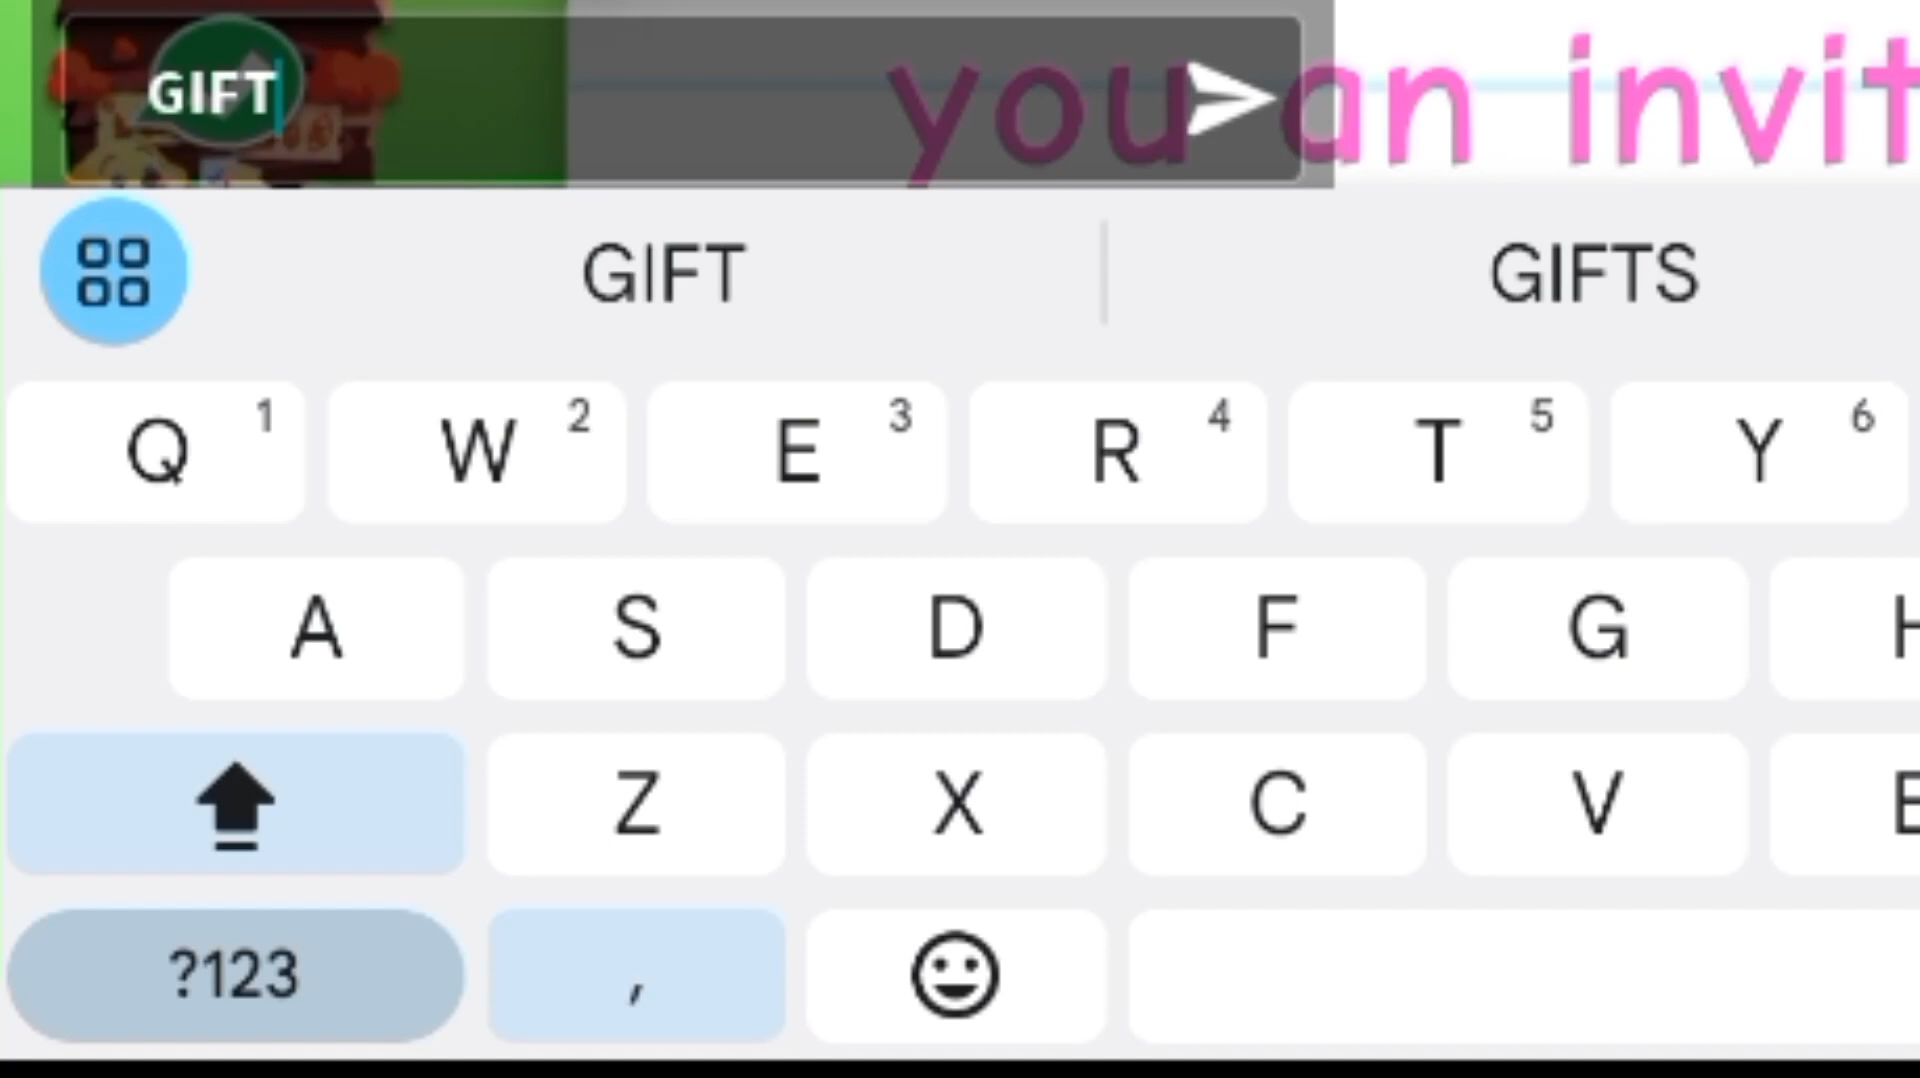 GIFT
you an invit
GIFT GIFTS
Q 1 W 2 E 3 R 4 T 5 Y 6
A S D F G H
Z X C V B
?123 ,